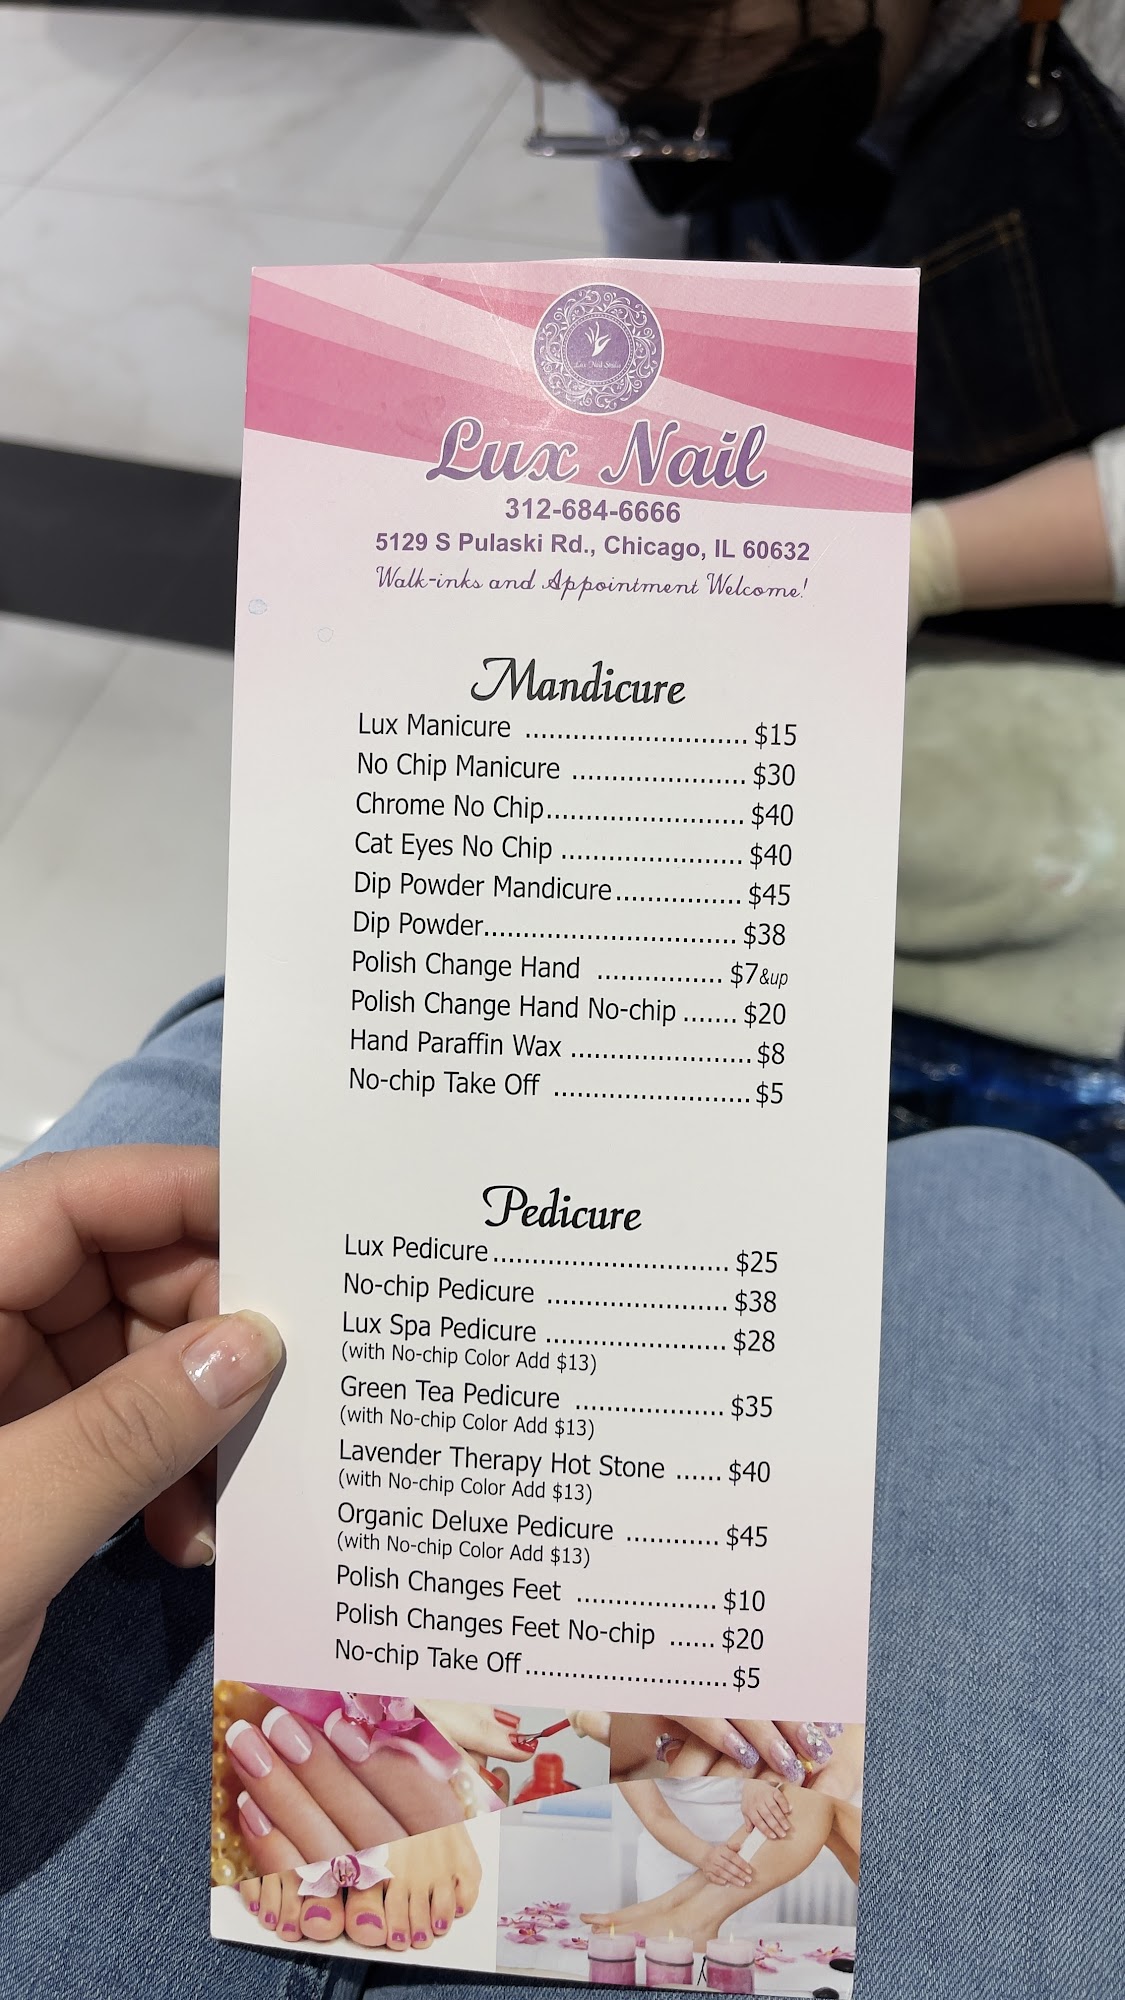 Lux Nail Studio
Lux Nail
312-684-6666
5129 S Pulaski Rd., Chicago, IL 60632
Walk-inks and Appointment Welcome!
Mandicure
Lux Manicure ............................ $15
No Chip Manicure ...................... $30
Chrome No Chip......................... $40
Cat Eyes No Chip ....................... $40
Dip Powder Mandicure................ $45
Dip Powder................................ $38
Polish Change Hand ................ $7&up
Polish Change Hand No-chip ....... $20
Hand Paraffin Wax ....................... $8
No-chip Take Off ......................... $5
Pedicure
Lux Pedicure.............................. $25
No-chip Pedicure ....................... $38
Lux Spa Pedicure ....................... $28
(with No-chip Color Add $13)
Green Tea Pedicure ................... $35
(with No-chip Color Add $13)
Lavender Therapy Hot Stone ...... $40
(with No-chip Color Add $13)
Organic Deluxe Pedicure ............ $45
(with No-chip Color Add $13)
Polish Changes Feet .................. $10
Polish Changes Feet No-chip ...... $20
No-chip Take Off.......................... $5